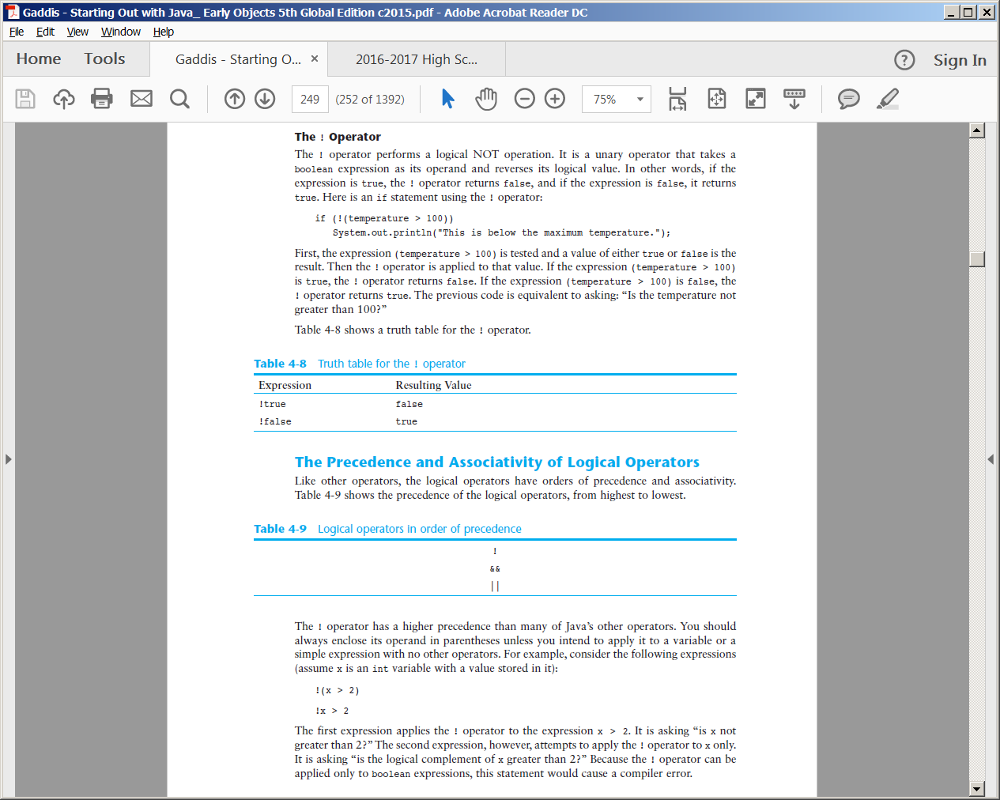 Gaddis - Starting Out with Java_ Early Objects 5th Global Edition c2015.pdf - Adobe Acrobat Reader DC
File Edit View Window Help
Home Tools Gaddis - Starting O... × 2016-2017 High Sc... ? Sign In
249 (252 of 1392) 75%
The ! Operator
The ! operator performs a logical NOT operation. It is a unary operator that takes a
boolean expression as its operand and reverses its logical value. In other words, if the
expression is true, the ! operator returns false, and if the expression is false, it returns
true. Here is an if statement using the ! operator:
if (!(temperature > 100))
System.out.println("This is below the maximum temperature.");
First, the expression (temperature > 100) is tested and a value of either true or false is the
result. Then the ! operator is applied to that value. If the expression (temperature > 100)
is true, the ! operator returns false. If the expression (temperature > 100) is false, the
! operator returns true. The previous code is equivalent to asking: “Is the temperature not
greater than 100?”
Table 4-8 shows a truth table for the ! operator.
Table 4-8 Truth table for the ! operator
Expression Resulting Value
!true false
!false true
The Precedence and Associativity of Logical Operators
Like other operators, the logical operators have orders of precedence and associativity.
Table 4-9 shows the precedence of the logical operators, from highest to lowest.
Table 4-9 Logical operators in order of precedence
!
&&
||
The ! operator has a higher precedence than many of Java’s other operators. You should
always enclose its operand in parentheses unless you intend to apply it to a variable or a
simple expression with no other operators. For example, consider the following expressions
(assume x is an int variable with a value stored in it):
!(x > 2)
!x > 2
The first expression applies the ! operator to the expression x > 2. It is asking “is x not
greater than 2?” The second expression, however, attempts to apply the ! operator to x only.
It is asking “is the logical complement of x greater than 2?” Because the ! operator can be
applied only to boolean expressions, this statement would cause a compiler error.